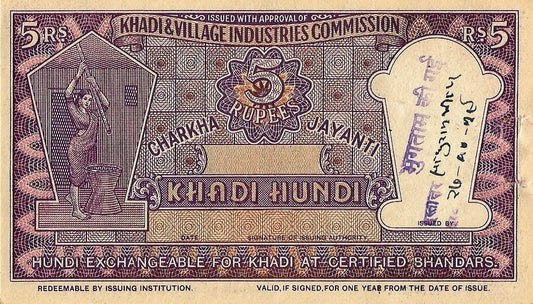 ISSUED WITH APPROVAL OF
5 RS. KHADI & VILLAGE INDUSTRIES COMMISSION RS 5
5
RUPEES
CHARKHA JAYANTI
KHADI HUNDI
DATE SIGNATURE OF ISSUING AUTHORITY
ISSUED BY
HUNDI EXCHANGEABLE FOR KHADI AT CERTIFIED BHANDARS.
REDEEMABLE BY ISSUING INSTITUTION. VALID, IF SIGNED, FOR ONE YEAR FROM THE DATE OF ISSUE.
भुगतान की गई